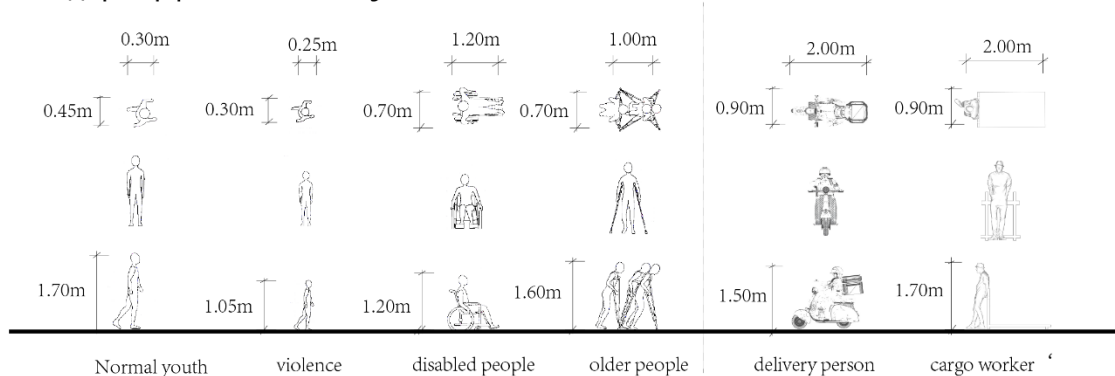 0.30m 0.25m 1.20m 1.00m 2.00m 2.00m
0.45m 0.30m 0.70m 0.70m 0.90m 0.90m
1.70m 1.05m 1.20m 1.60m 1.50m 1.70m
Normal youth violence disabled people older people delivery person cargo worker ‘